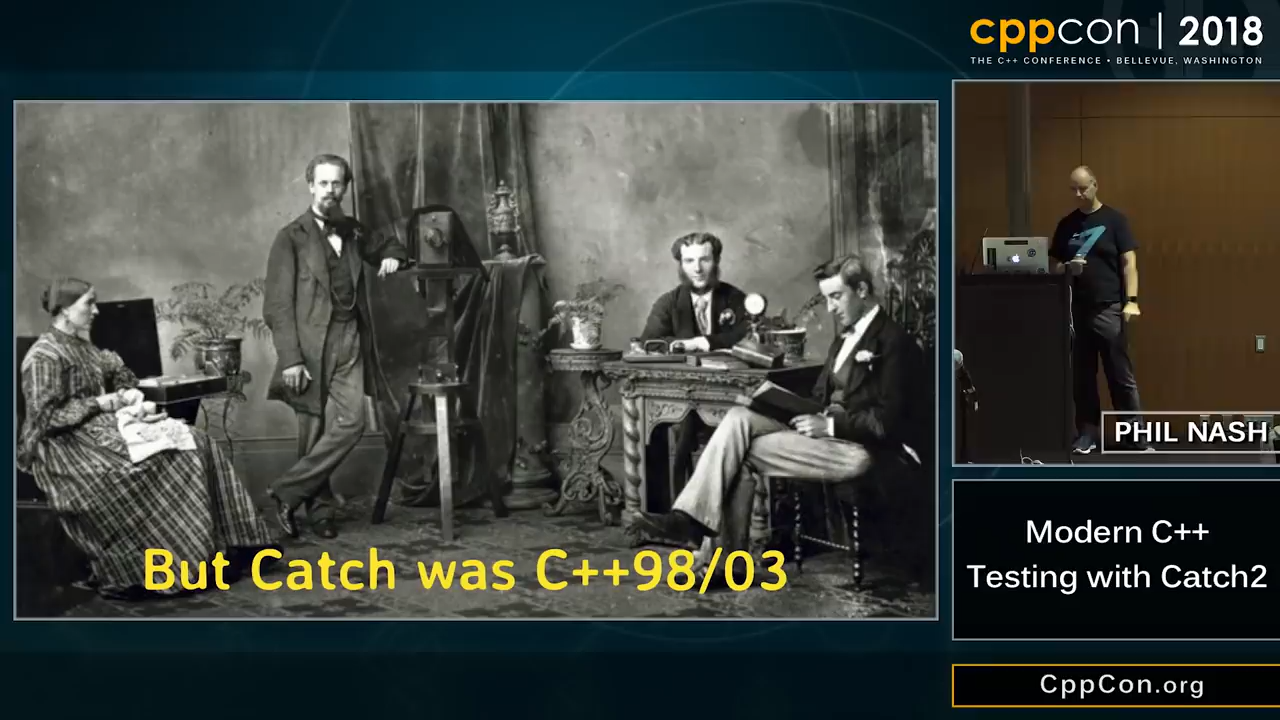 cppcon | 2018
THE C++ CONFERENCE • BELLEVUE, WASHINGTON
But Catch was C++98/03
PHIL NASH
Modern C++
Testing with Catch2
CppCon.org